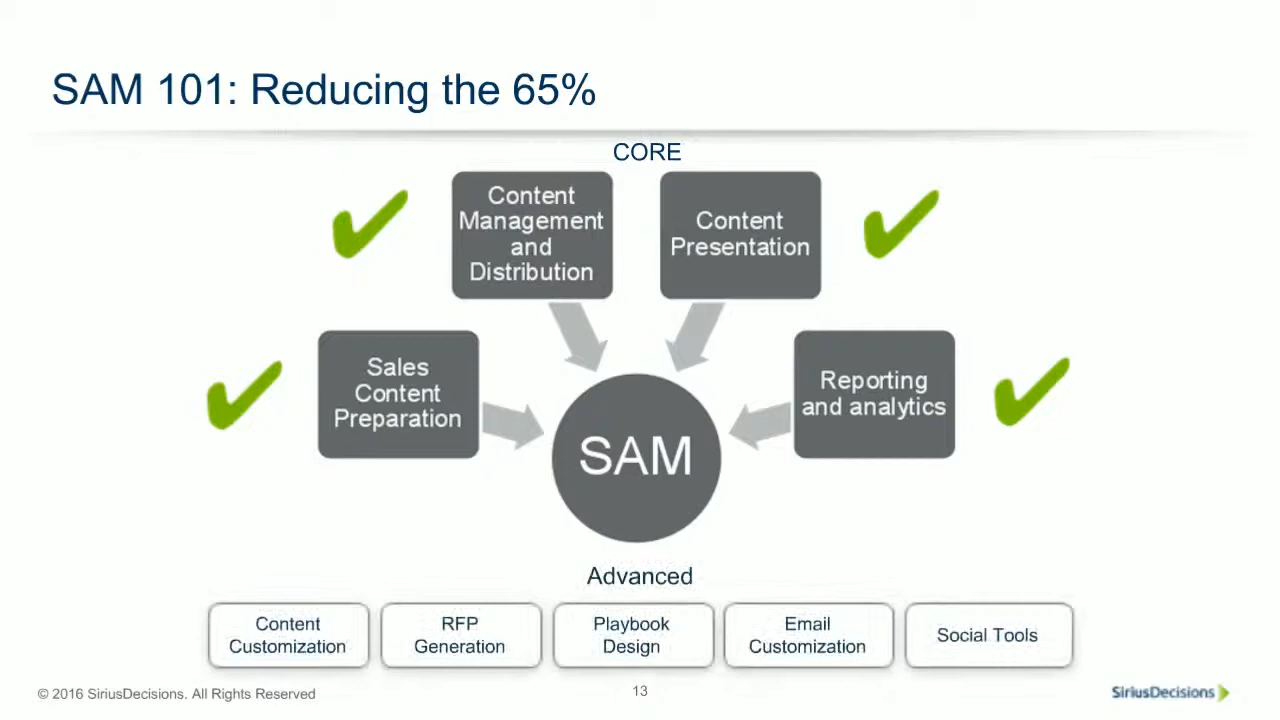 SAM 101: Reducing the 65%
CORE
Content
Management
and
Distribution
Content
Presentation
Sales
Content
Preparation
Reporting
and analytics
SAM
Advanced
Content
Customization
RFP
Generation
Playbook
Design
Email
Customization
Social Tools
© 2016 SiriusDecisions. All Rights Reserved
13
SiriusDecisions